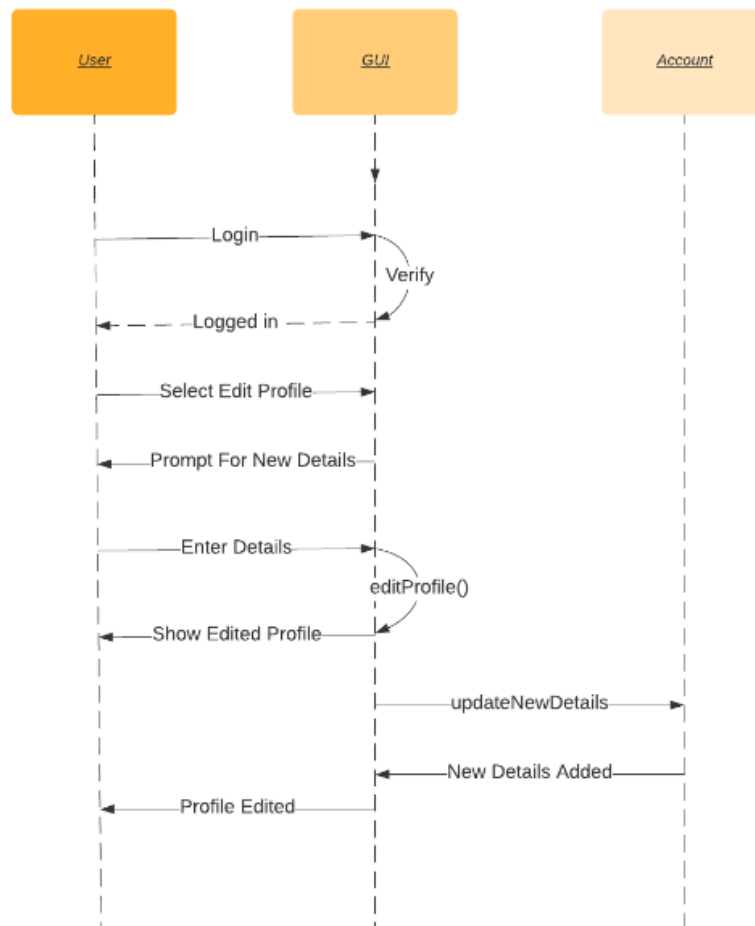 User
GUI
Account
Login
Verify
Logged in
Select Edit Profile
Prompt For New Details
Enter Details
editProfile()
Show Edited Profile
updateNewDetails
New Details Added
Profile Edited